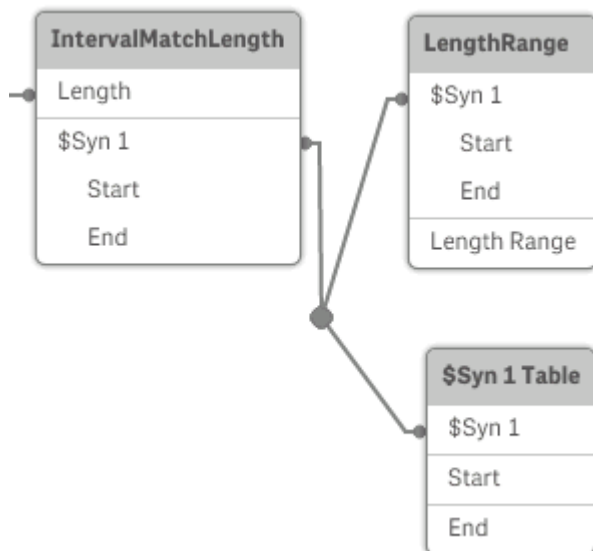 IntervalMatchLength
Length
$Syn 1
Start
End
LengthRange
$Syn 1
Start
End
Length Range
$Syn 1 Table
$Syn 1
Start
End